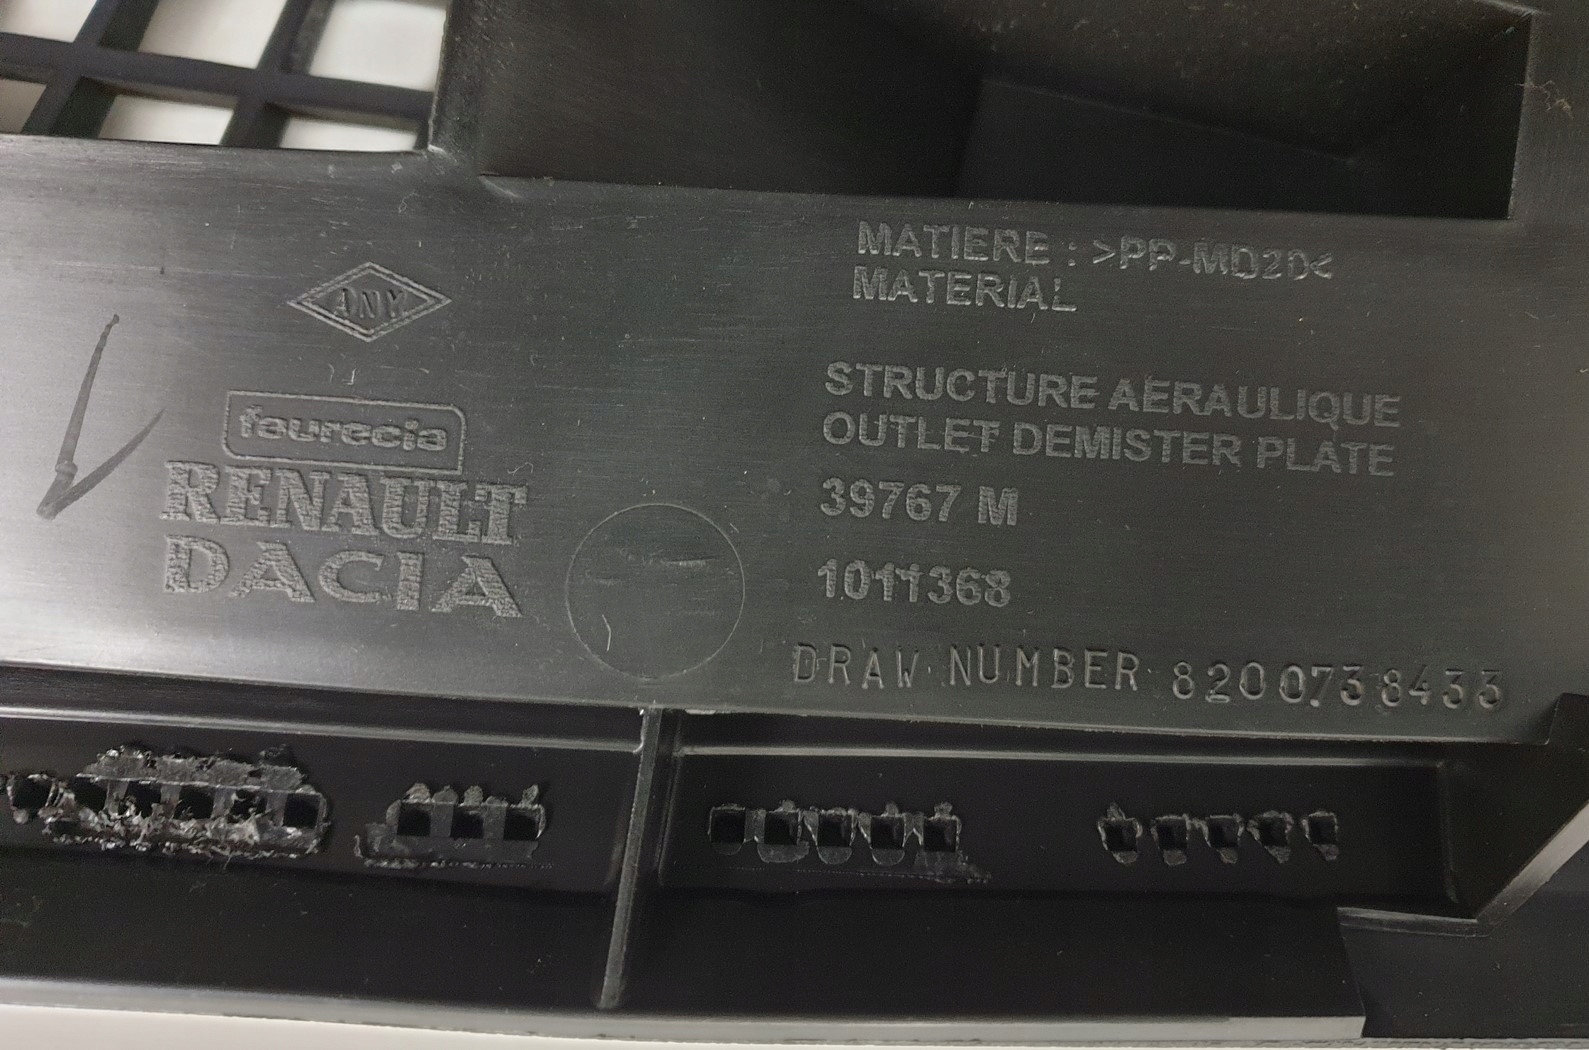 MATIERE : >PP-MD20<
MATERIAL
ANY
faurecia
RENAULT
DACIA
STRUCTURE AERAULIQUE
OUTLET DEMISTER PLATE
39767 M
1011368
DRAW NUMBER 8200738433